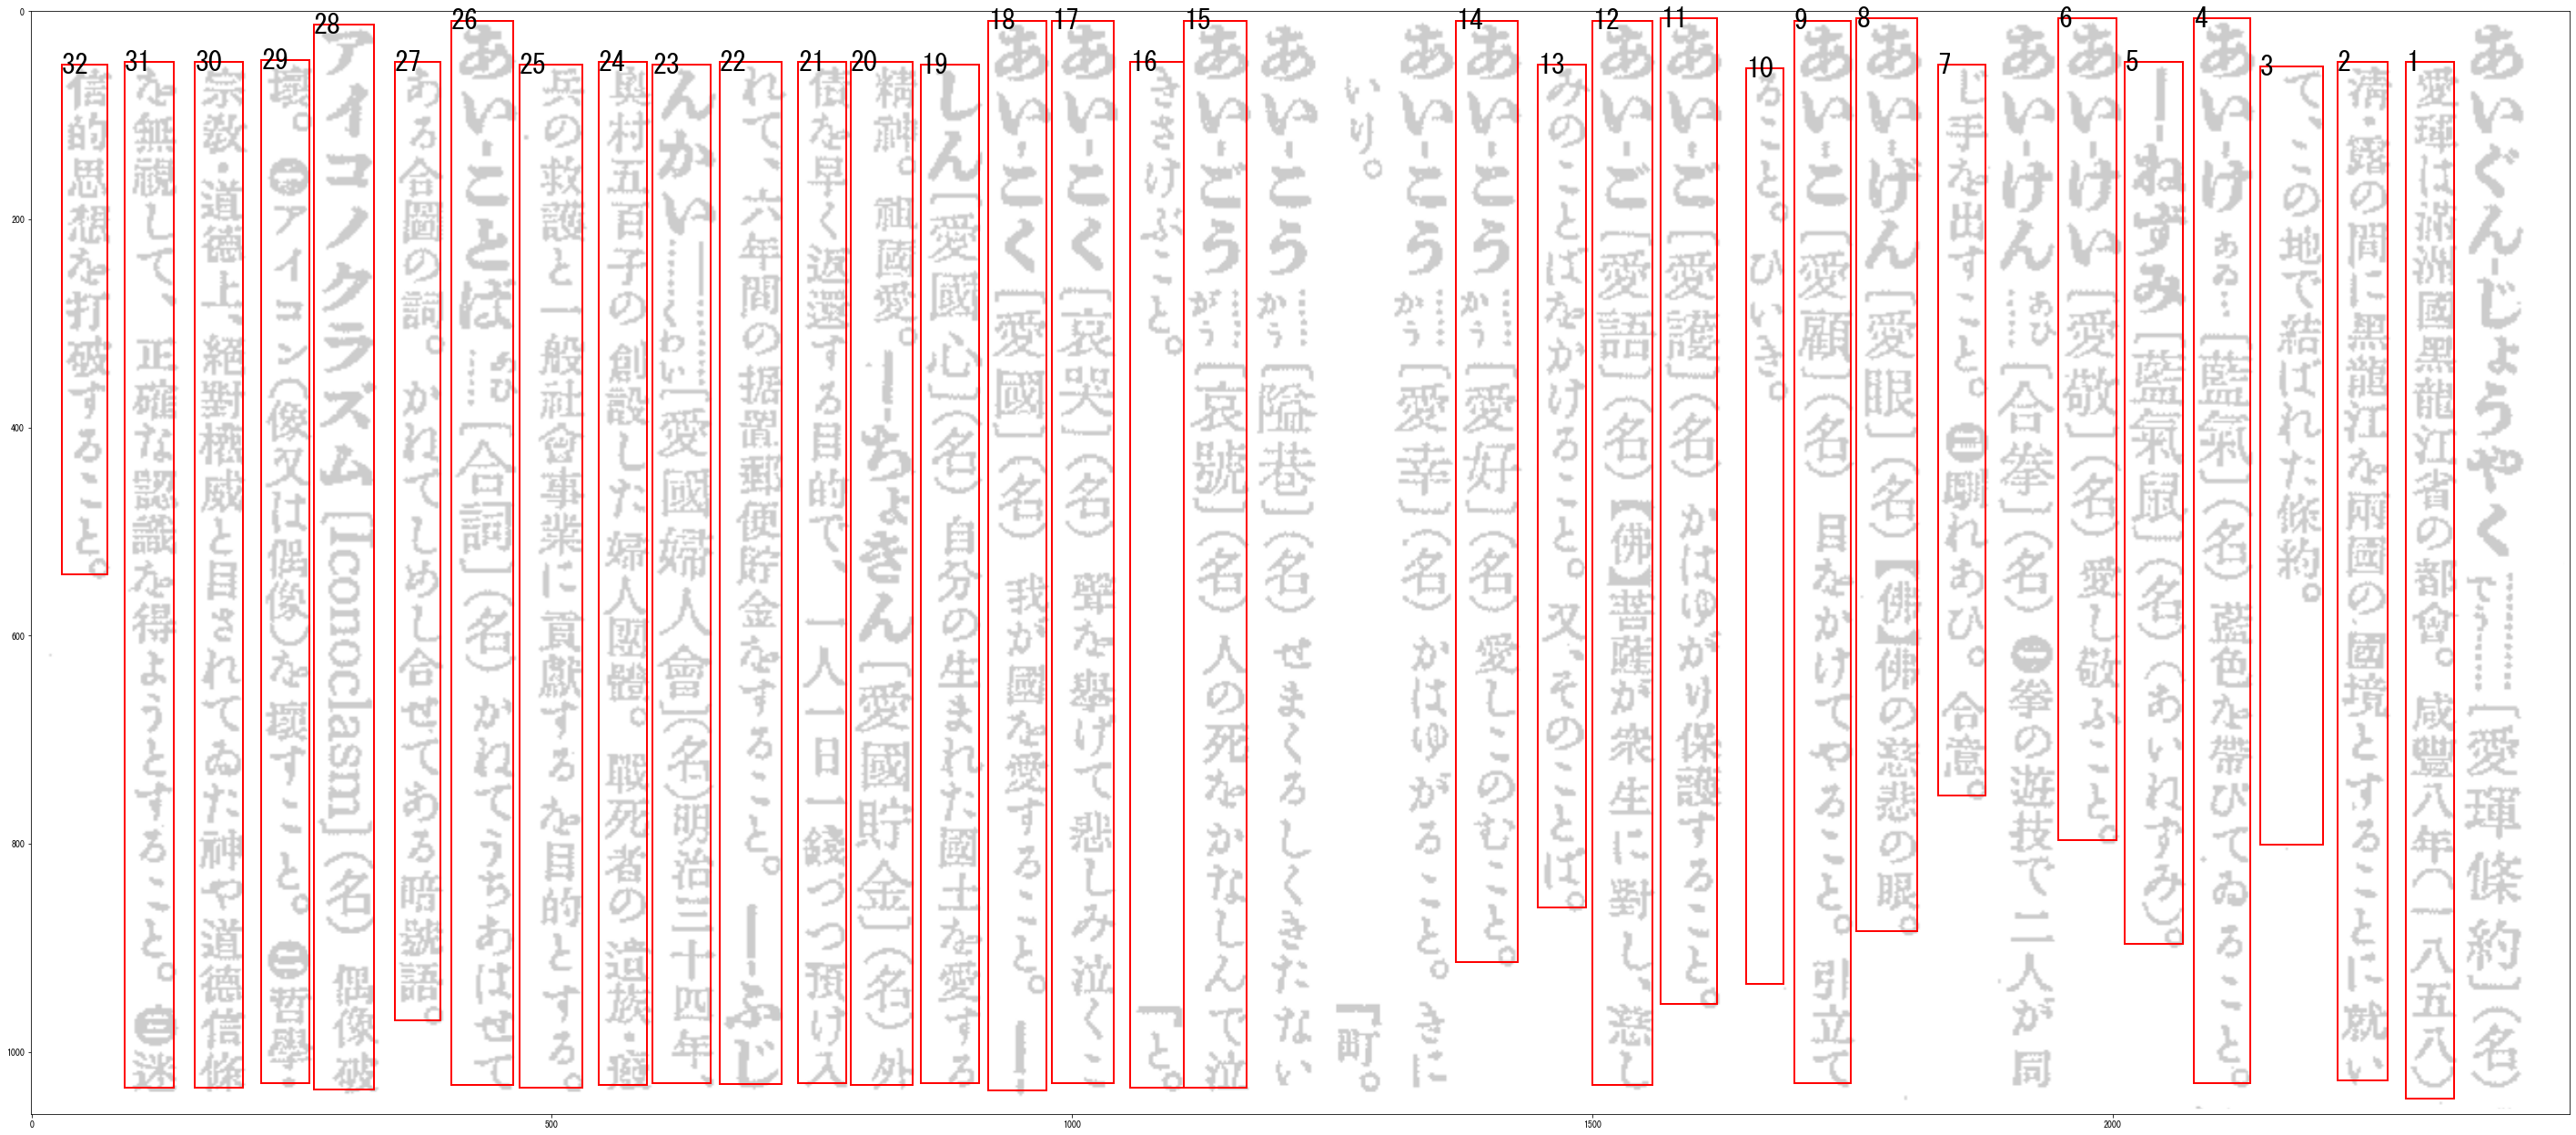 あいぐん-じょうやく でう……[愛琿條約](名)
1 愛琿は滿洲國黑龍江省の都會。咸豐八年(一八五八)
2 淸・露の間に黑龍江を兩國の國境とすることに就い
3 て、この地で結ばれた條約。
4 あい-け あゐ…[藍氣](名) 藍色を帶びてゐること。
5 ―-ねずみ[藍氣鼠](名)(あいねずみ)。
6 あい-けい[愛敬](名) 愛し敬ふこと。
あい-けん あひ……[合拳](名) ㊀拳の遊技で二人が同
7 じ手を出すこと。㊁馴れあひ。合意。
8 あい-げん[愛眼](名)【佛】佛の慈悲の眼。
9 あい-こ[愛顧](名) 目をかけてやること。引立て
10 ること。ひいき。
11 あい-ご[愛護](名) かはゆがり保護すること。
12 あい-ご[愛語](名)【佛】菩薩が衆生に對し、慈し
13 みのことばをかけること。又、そのことば。
14 あい-こう ……かう[愛好](名) 愛しこのむこと。
あい-こう ……かう[愛幸](名) かはゆがること。きに
いり。 「町。
あい-こう ……かう[隘巷](名) せまくるしくきたない
15 あい-ごう ……がう[哀號](名) 人の死をかなしんで泣
16 きさけぶこと。 「と。
17 あい-こく[哀哭](名) 聲を擧げて悲しみ泣くこ
18 あい-こく[愛國](名) 我が國を愛すること。 ―-
19 しん[愛國心](名) 自分の生まれた國土を愛する
20 精神。祖國愛。 ―-ちょきん[愛國貯金](名) 外
21 債を早く返還する目的で、一人一日一錢づつ預け入
22 れて、六年間の据置郵便貯金をすること。 ―-ふじ
23 んかい ―……くわい[愛國婦人會](名)明治三十四年、
24 奧村五百子の創設した婦人團體。戰死者の遺族・癈
25 兵の救護と一般社會事業に貢獻するを目的とする。
26 あい-ことば あひ……[合詞](名) かねてうちあはせて
27 ある合圖の詞。かねてしめし合せてある暗號語。
28 アイコノクラズム[Iconoclasm](名) 偶像破
29 壞。㊀アイコン(像又は偶像)を壞すこと。㊁哲學・
30 宗敎・道德上、絕對權威と目されてゐた神や道德信條
31 を無視して、正確な認識を得ようとすること。㊂迷
32 信的思想を打破すること。
0
200
400
600
800
1000
0
500
1000
1500
2000